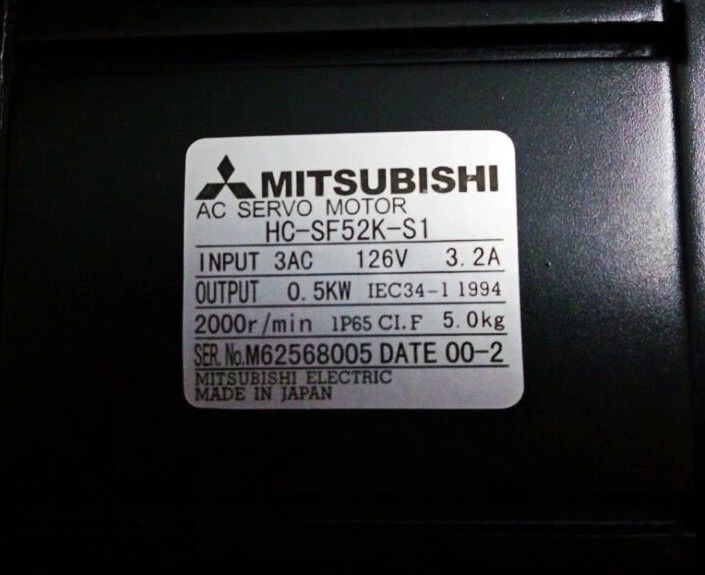 MITSUBISHI
AC SERVO MOTOR
HC-SF52K-S1
INPUT 3AC 126V 3.2A
OUTPUT 0.5KW IEC34-1 1994
2000r/min IP65 CI.F 5.0kg
SER.No.M62568005 DATE 00-2
MITSUBISHI ELECTRIC
MADE IN JAPAN